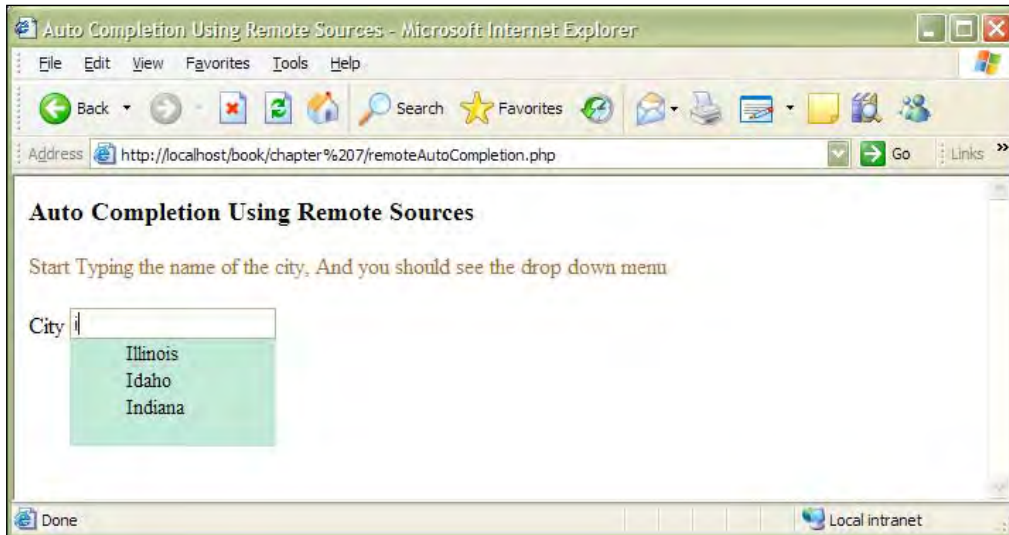 Auto Completion Using Remote Sources - Microsoft Internet Explorer
File Edit View Favorites Tools Help
Back Search Favorites
Address http://localhost/book/chapter%207/remoteAutoCompletion.php Go Links »
Auto Completion Using Remote Sources
Start Typing the name of the city, And you should see the drop down menu
City i
Illinois
Idaho
Indiana
Done Local intranet